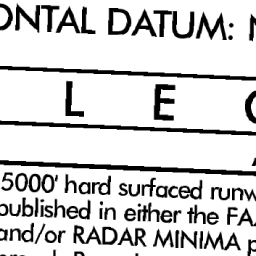 ONTAL DATUM:
L E
5000' hard surfaced runw
published in either the FA
and/or RADAR MINIMA p